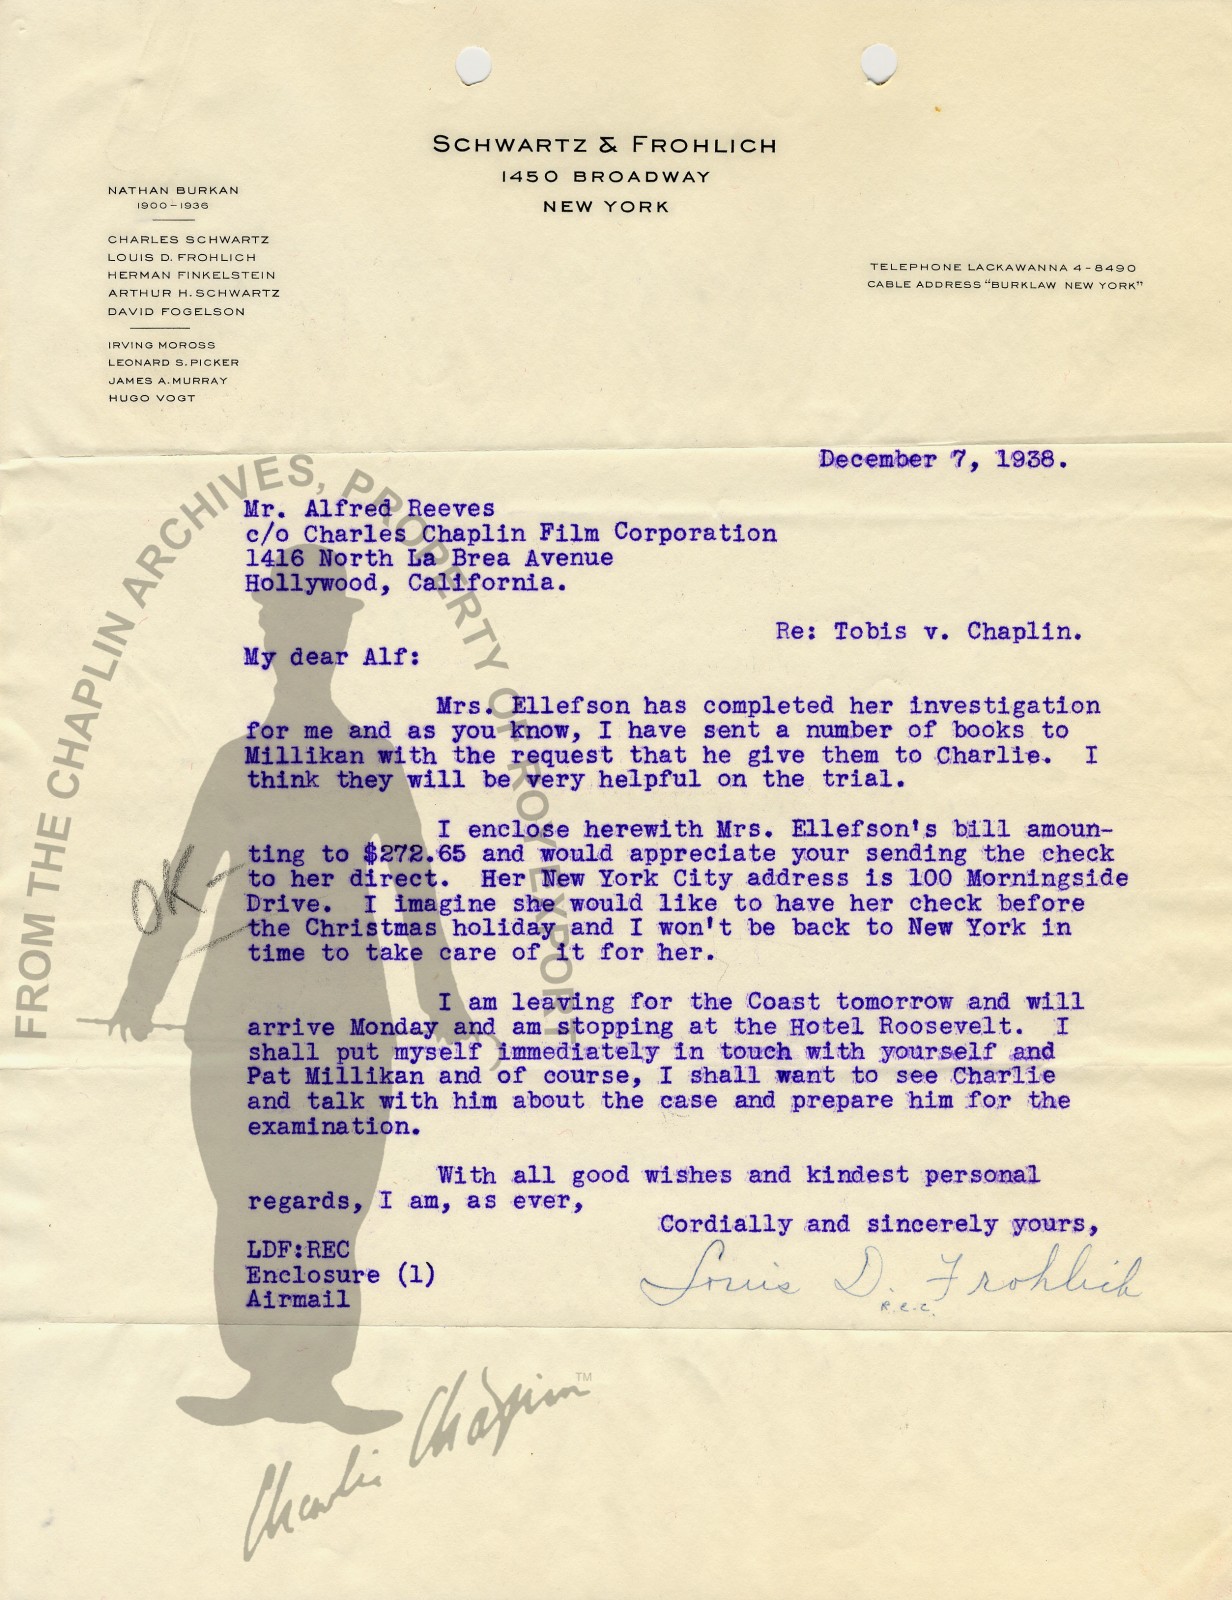 SCHWARTZ & FROHLICH
1450 BROADWAY
NEW YORK
NATHAN BURKAN
1900-1936
CHARLES SCHWARTZ
LOUIS D. FROHLICH
HERMAN FINKELSTEIN
ARTHUR H. SCHWARTZ
DAVID FOGELSON
IRVING MOROSS
LEONARD S. PICKER
JAMES A. MURRAY
HUGO VOGT
TELEPHONE LACKAWANNA 4-8490
CABLE ADDRESS "BURKLAW NEW YORK"
December 7, 1938.
Mr. Alfred Reeves
c/o Charles Chaplin Film Corporation
1416 North La Brea Avenue
Hollywood, California.
Re: Tobis v. Chaplin.
My dear Alf:
Mrs. Ellefson has completed her investigation
for me and as you know, I have sent a number of books to
Millikan with the request that he give them to Charlie. I
think they will be very helpful on the trial.
I enclose herewith Mrs. Ellefson's bill amoun-
ting to $272.65 and would appreciate your sending the check
to her direct. Her New York City address is 100 Morningside
Drive. I imagine she would like to have her check before
the Christmas holiday and I won't be back to New York in
time to take care of it for her.
OK-
I am leaving for the Coast tomorrow and will
arrive Monday and am stopping at the Hotel Roosevelt. I
shall put myself immediately in touch with yourself and
Pat Millikan and of course, I shall want to see Charlie
and talk with him about the case and prepare him for the
examination.
With all good wishes and kindest personal
regards, I am, as ever,
Cordially and sincerely yours,
LDF:REC
Enclosure (1)
Airmail
Louis D. Frohlich
R.E.C.
FROM THE CHAPLIN ARCHIVES, PROPERTY OF ROY EXPORT
Charlie Chaplin™